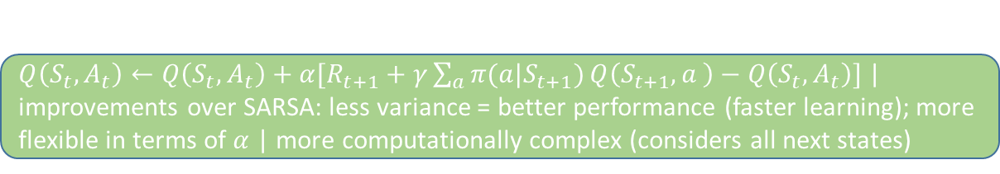 Q(S_t, A_t) ← Q(S_t, A_t) + α[R_{t+1} + γ ∑_a π(a|S_{t+1}) Q(S_{t+1}, a ) − Q(S_t, A_t)] |
improvements over SARSA: less variance = better performance (faster learning); more
flexible in terms of α | more computationally complex (considers all next states)